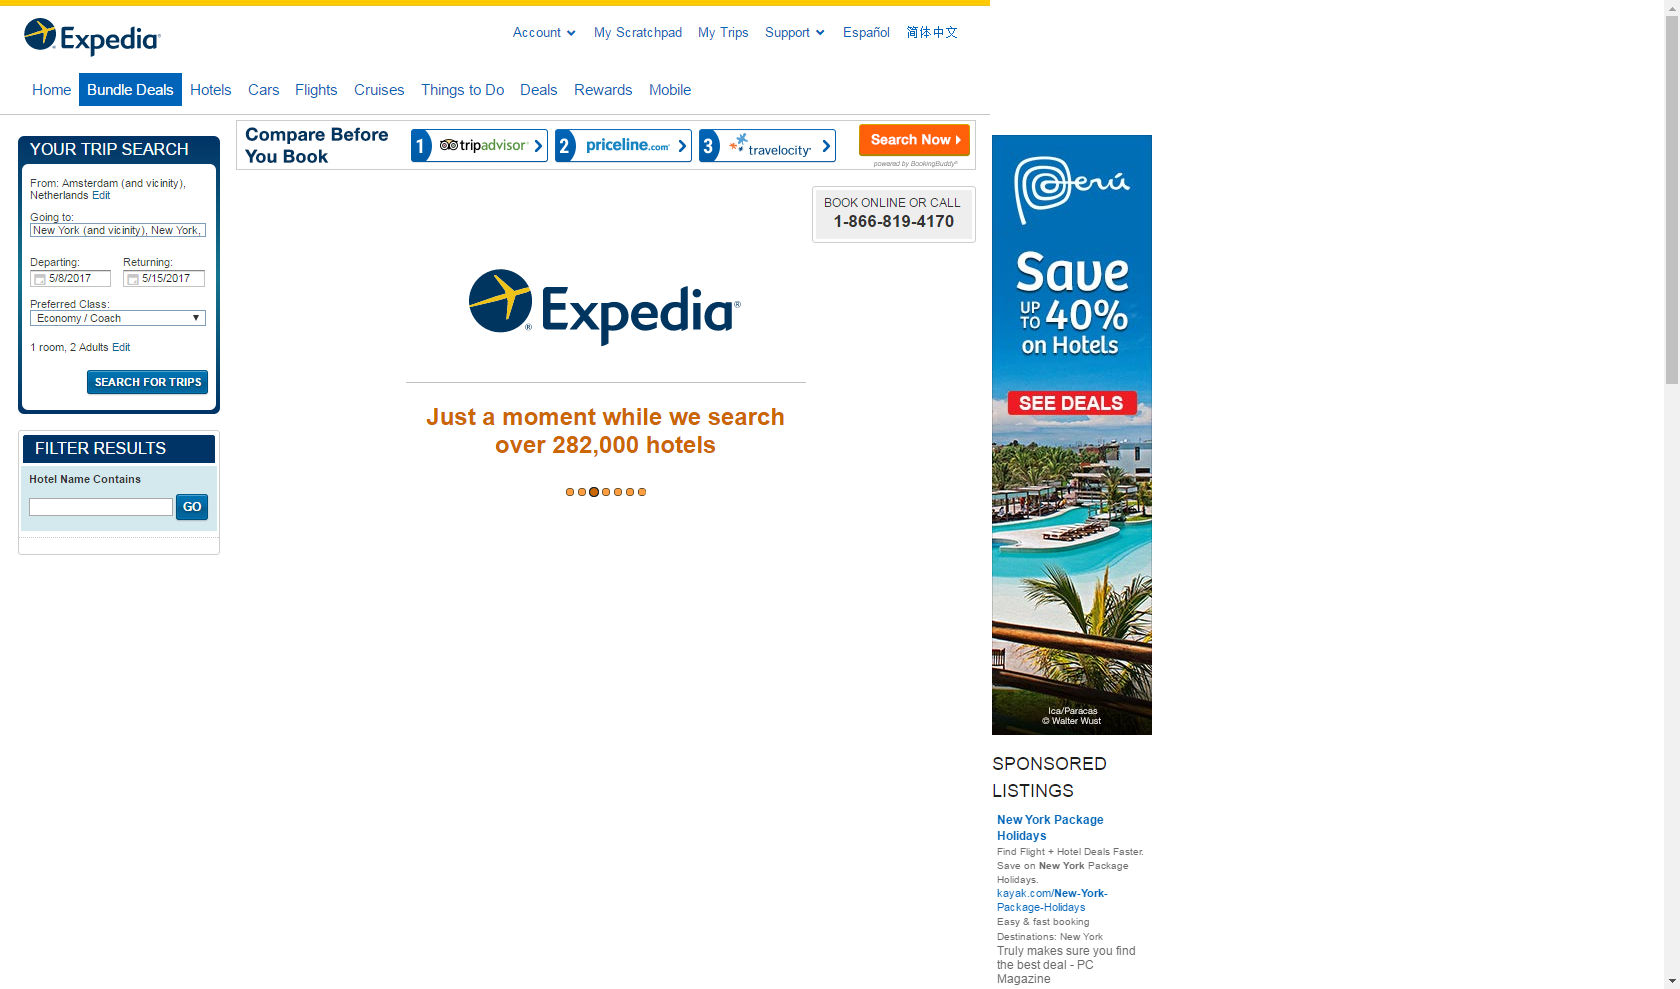 Expedia
Account
My Scratchpad
My Trips
Support
Español
简体中文
Home
Bundle Deals
Hotels
Cars
Flights
Cruises
Things to Do
Deals
Rewards
Mobile
YOUR TRIP SEARCH
From: Amsterdam (and vicinity),
Netherlands Edit
Going to:
New York (and vicinity), New York,
Departing:
Returning:
5/8/2017
5/15/2017
Preferred Class:
Economy / Coach
1 room, 2 Adults Edit
SEARCH FOR TRIPS
FILTER RESULTS
Hotel Name Contains
GO
Compare Before
You Book
1 tripadvisor®
2 priceline.com®
3 travelocity®
Search Now
powered by BookingBuddy®
BOOK ONLINE OR CALL
1-866-819-4170
® Expedia®
Just a moment while we search
over 282,000 hotels
Perú
Save
UP TO 40%
on Hotels
SEE DEALS
Ica/Paracas
© Walter Wust
SPONSORED
LISTINGS
New York Package
Holidays
Find Flight + Hotel Deals Faster.
Save on New York Package
Holidays.
kayak.com/New-York-
Package-Holidays
Easy & fast booking
Destinations: New York
Truly makes sure you find
the best deal - PC
Magazine